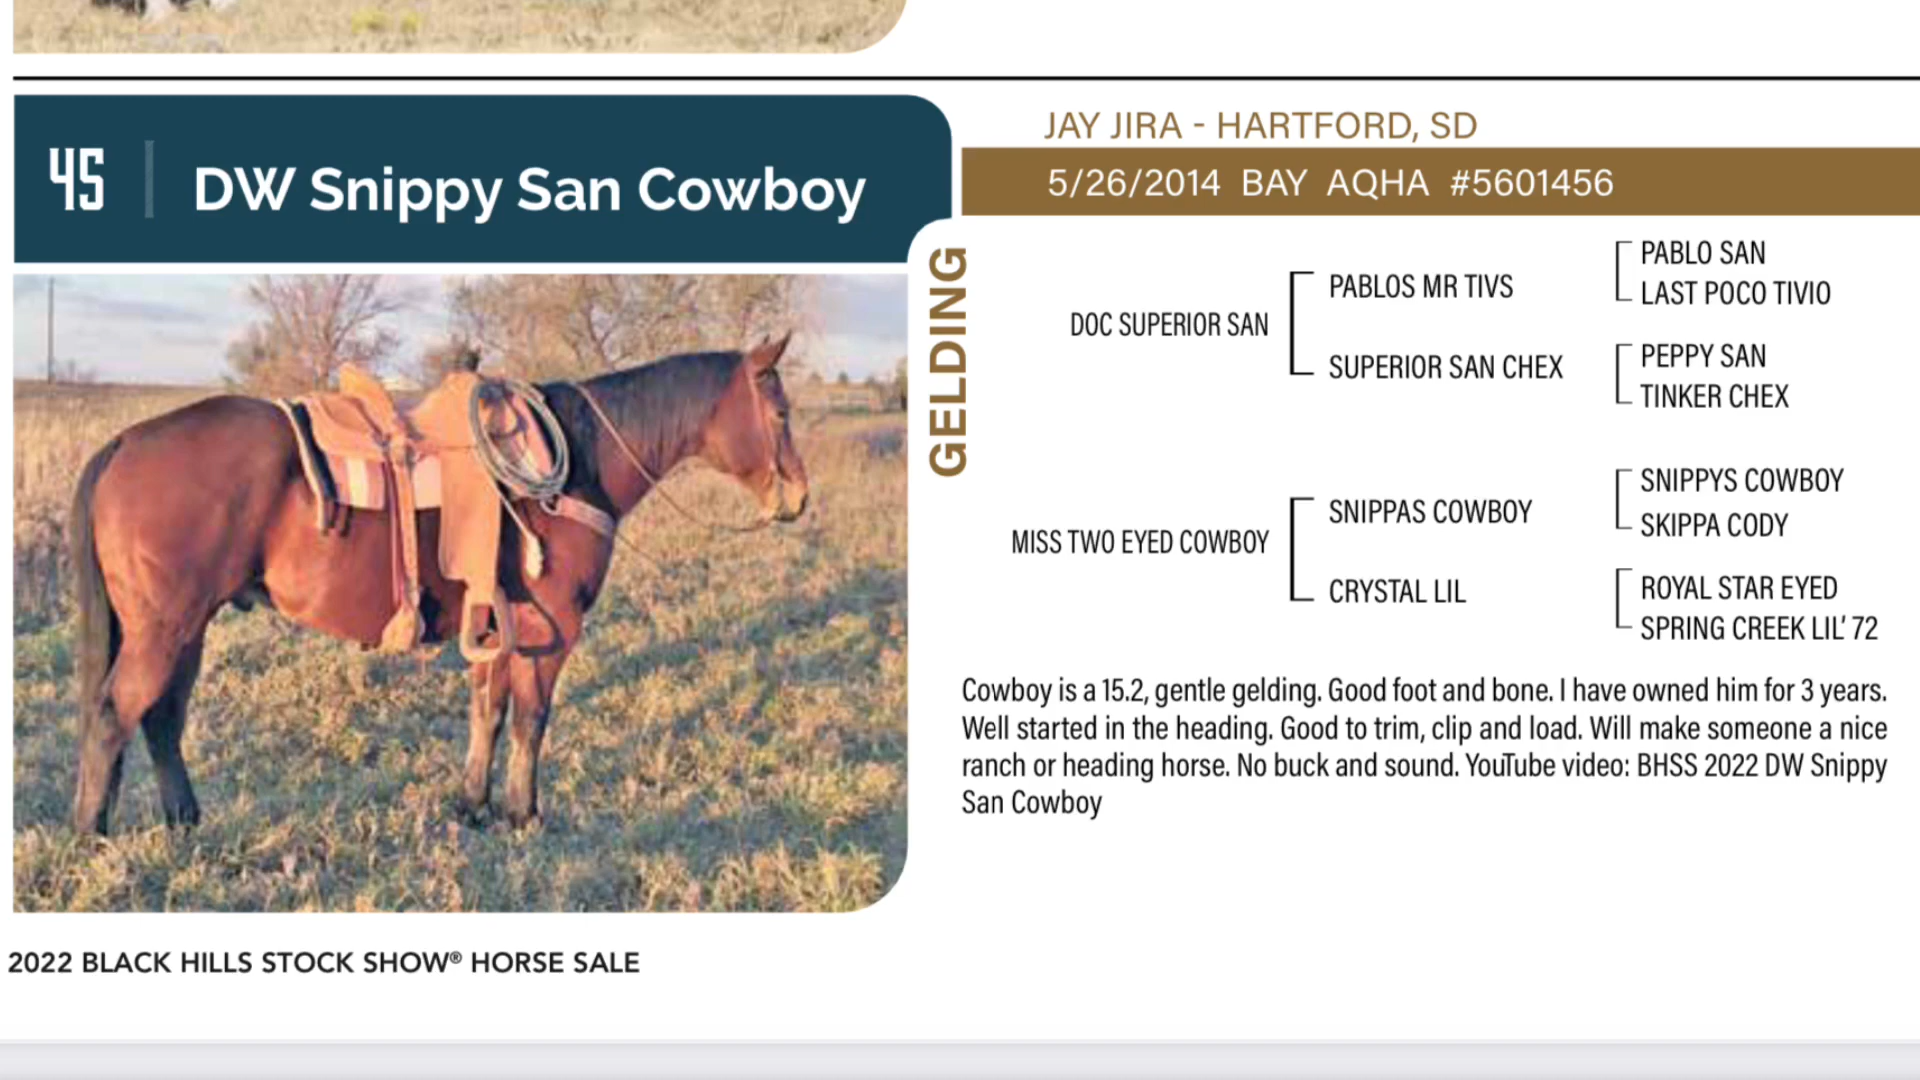 45
DW Snippy San Cowboy
JAY JIRA - HARTFORD, SD
5/26/2014 BAY AQHA #5601456
GELDING
DOC SUPERIOR SAN
PABLOS MR TIVS
PABLO SAN
LAST POCO TIVIO
SUPERIOR SAN CHEX
PEPPY SAN
TINKER CHEX
MISS TWO EYED COWBOY
SNIPPAS COWBOY
SNIPPYS COWBOY
SKIPPA CODY
CRYSTAL LIL
ROYAL STAR EYED
SPRING CREEK LIL’ 72
Cowboy is a 15.2, gentle gelding. Good foot and bone. I have owned him for 3 years.
Well started in the heading. Good to trim, clip and load. Will make someone a nice
ranch or heading horse. No buck and sound. YouTube video: BHSS 2022 DW Snippy
San Cowboy
2022 BLACK HILLS STOCK SHOW® HORSE SALE